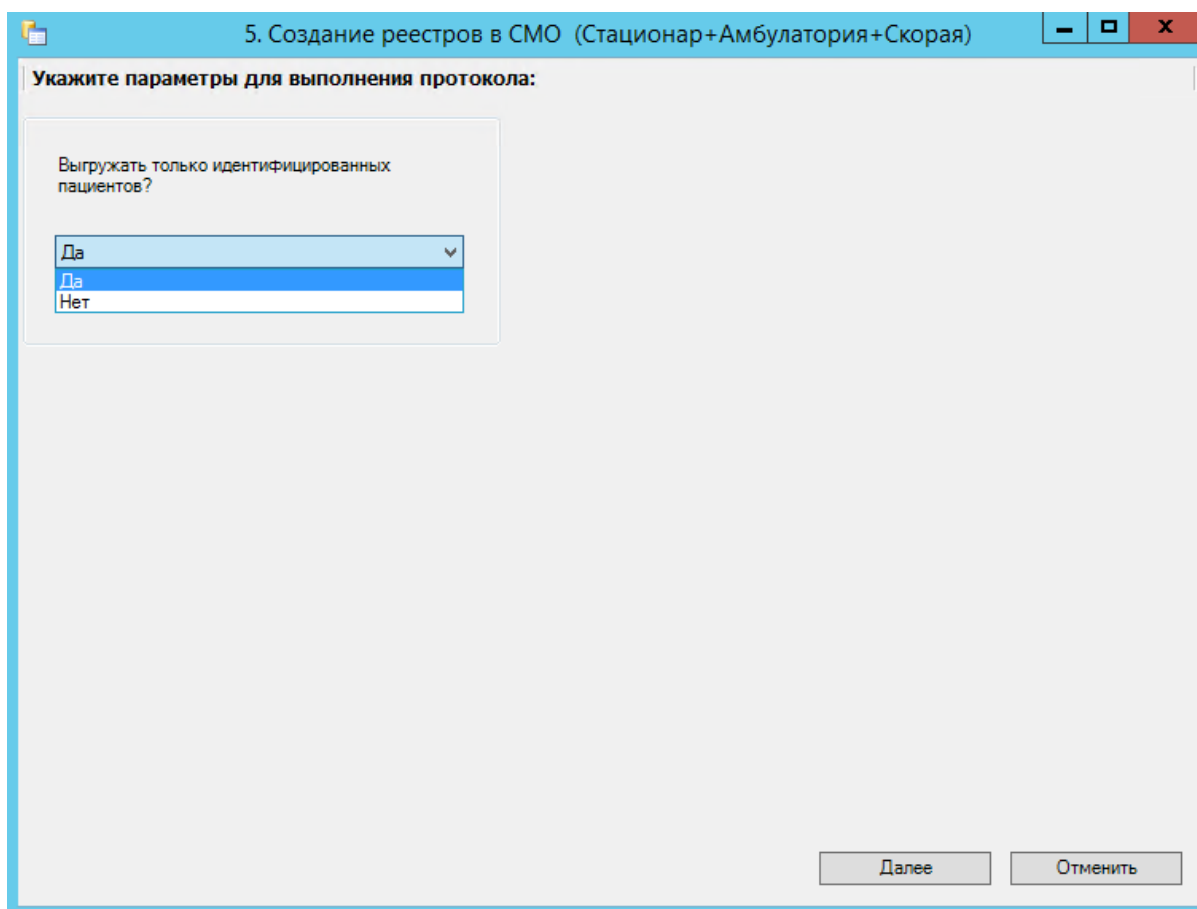 5. Создание реестров в СМО (Стационар+Амбулатория+Скорая)
Укажите параметры для выполнения протокола:
Выгружать только идентифицированных
пациентов?
Да
Да
Нет
Далее
Отменить